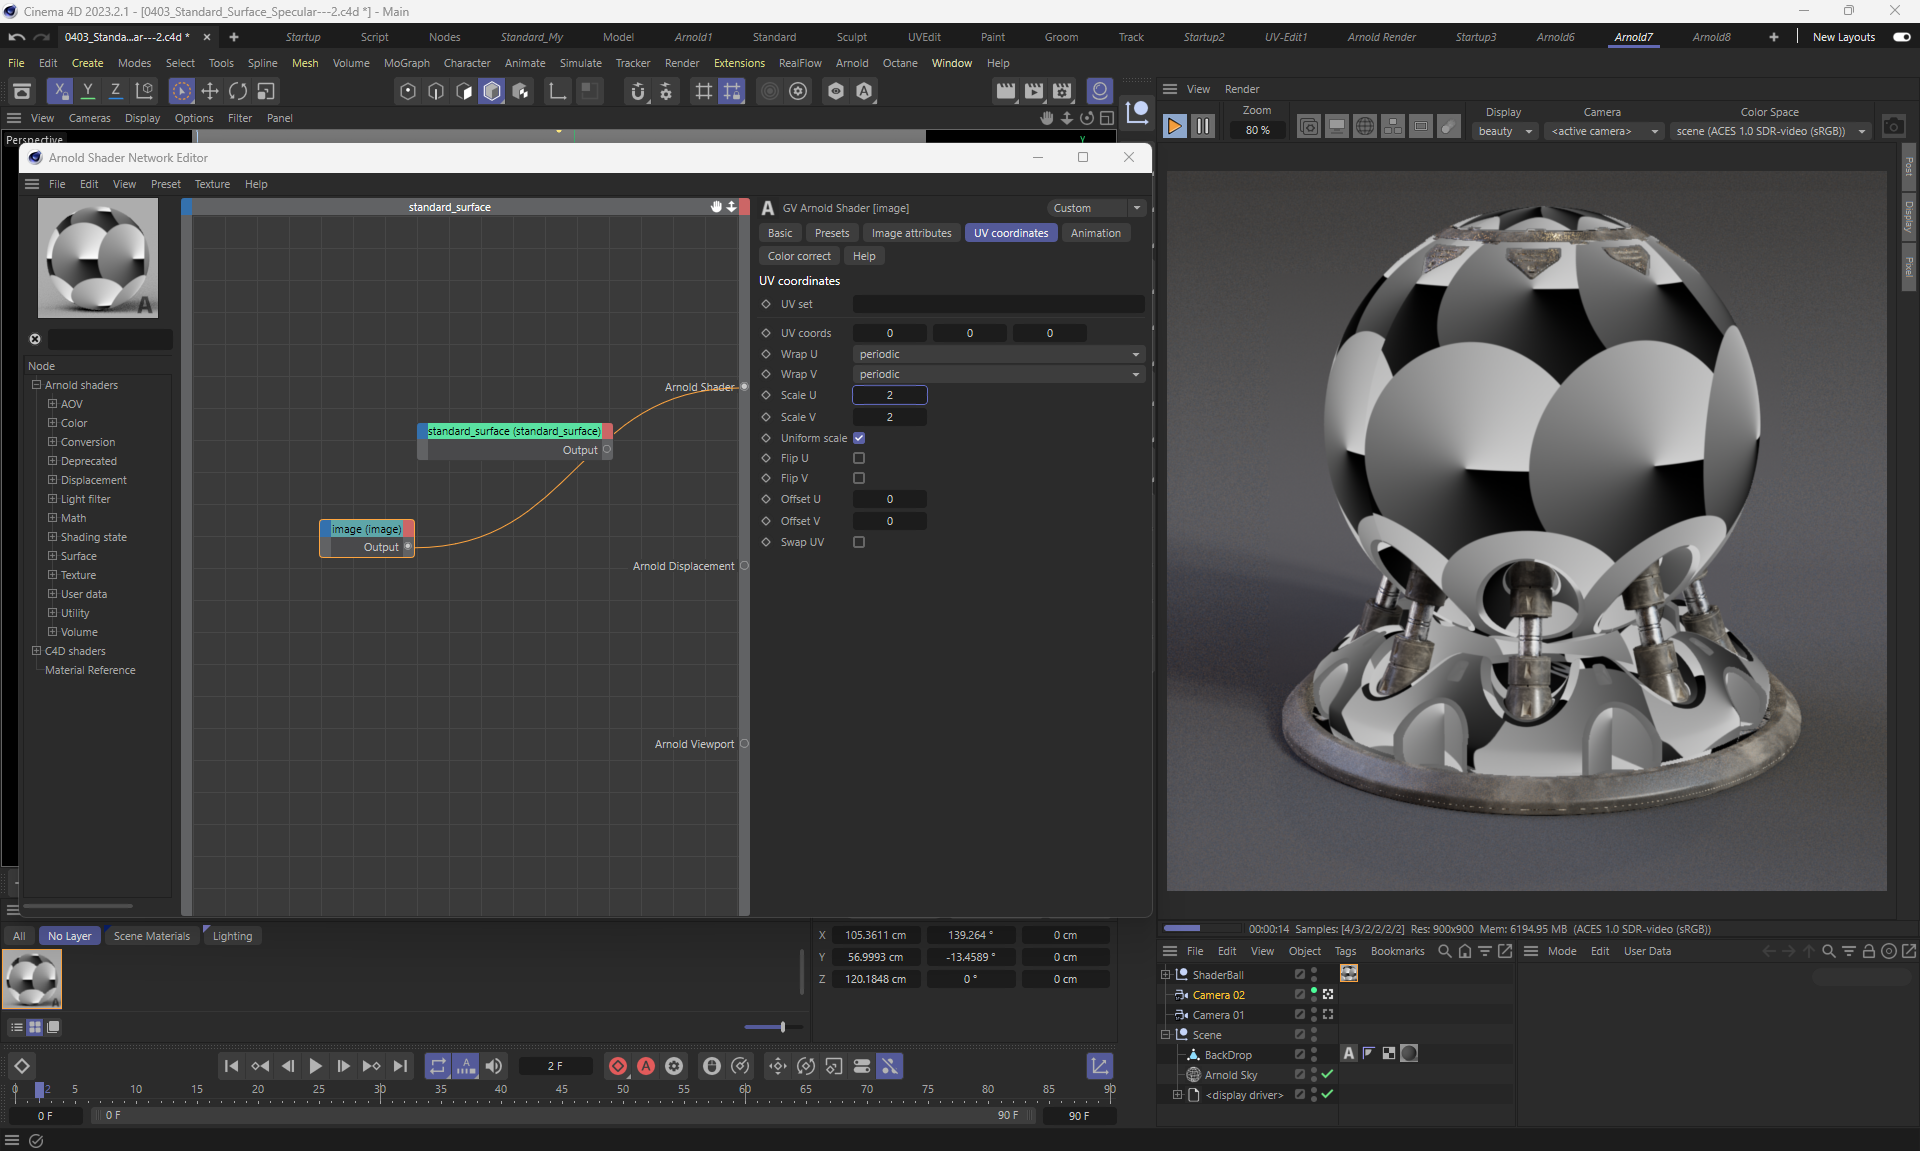 Cinema 4D 2023.2.1 - [0403_Standard_Surface_Specular---2.c4d *] - Main
0403_Standa...ar---2.c4d * × + Startup Script Nodes Standard_My Model Arnold1 Standard Sculpt UVEdit Paint Groom Track Startup2 UV-Edit1 Arnold Render Startup3 Arnold6 Arnold7 Arnold8 + New Layouts
File Edit Create Modes Select Tools Spline Mesh Volume MoGraph Character Animate Simulate Tracker Render Extensions RealFlow Arnold Octane Window Help
X Y Z
View Cameras Display Options Filter Panel
Perspective
Y
Arnold Shader Network Editor
File Edit View Preset Texture Help
A
Node
Arnold shaders
AOV
Color
Conversion
Deprecated
Displacement
Light filter
Math
Shading state
Surface
Texture
User data
Utility
Volume
C4D shaders
Material Reference
standard_surface
Arnold Shader
standard_surface (standard_surface)
Output
image (image)
Output
Arnold Displacement
Arnold Viewport
A GV Arnold Shader [image] Custom
Basic Presets Image attributes UV coordinates Animation
Color correct Help
UV coordinates
UV set
UV coords 0 0 0
Wrap U periodic
Wrap V periodic
Scale U 2
Scale V 2
Uniform scale
Flip U
Flip V
Offset U 0
Offset V 0
Swap UV
View Render
Zoom Display Camera Color Space
80 % beauty <active camera> scene (ACES 1.0 SDR-video (sRGB))
Post
Display
Pixel
00:00:14 Samples: [4/3/2/2/2/2] Res: 900x900 Mem: 6194.95 MB (ACES 1.0 SDR-video (sRGB))
All No Layer Scene Materials Lighting
X 105.3611 cm 139.264 ° 0 cm
Y 56.9993 cm -13.4589 ° 0 cm
Z 120.1848 cm 0 ° 0 cm
File Edit View Object Tags Bookmarks
ShaderBall
Camera 02
Camera 01
Scene
BackDrop A
Arnold Sky
<display driver>
Mode Edit User Data
2 F
0 2 5 10 15 20 25 30 35 40 45 50 55 60 65 70 75 80 85 90
0 F 0 F 90 F 90 F